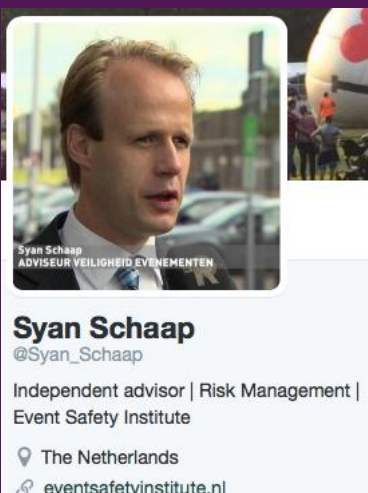 Syan Schaap
ADVISEUR VEILIGHEID EVENEMENTEN
Syan Schaap
@Syan_Schaap
Independent advisor | Risk Management |
Event Safety Institute
The Netherlands
eventsafetyinstitute.nl